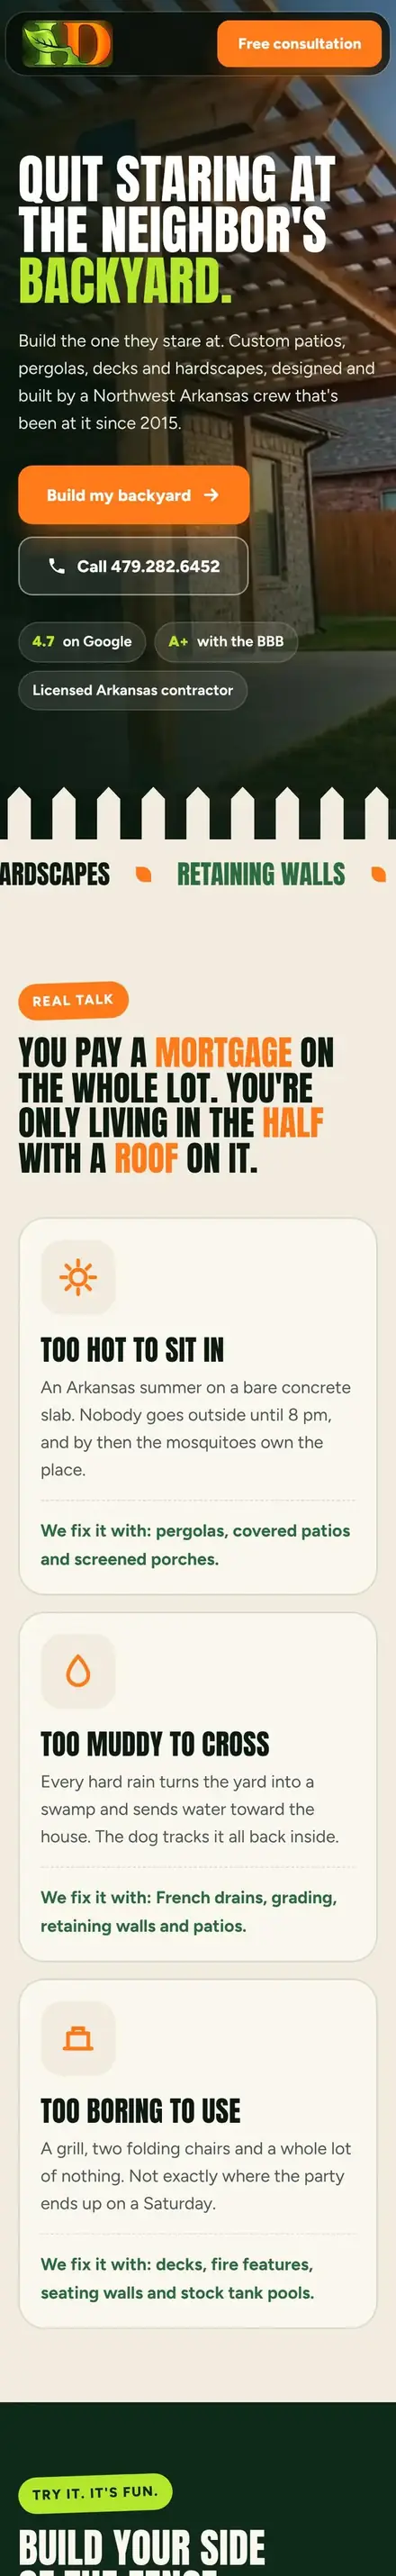 HD
Free consultation
QUIT STARING AT
THE NEIGHBOR'S
BACKYARD.
Build the one they stare at. Custom patios,
pergolas, decks and hardscapes, designed and
built by a Northwest Arkansas crew that's
been at it since 2015.
Build my backyard →
Call 479.282.6452
4.7 on Google
A+ with the BBB
Licensed Arkansas contractor
ARDSCAPES RETAINING WALLS
REAL TALK
YOU PAY A MORTGAGE ON
THE WHOLE LOT. YOU'RE
ONLY LIVING IN THE HALF
WITH A ROOF ON IT.
TOO HOT TO SIT IN
An Arkansas summer on a bare concrete
slab. Nobody goes outside until 8 pm,
and by then the mosquitoes own the
place.
We fix it with: pergolas, covered patios
and screened porches.
TOO MUDDY TO CROSS
Every hard rain turns the yard into a
swamp and sends water toward the
house. The dog tracks it all back inside.
We fix it with: French drains, grading,
retaining walls and patios.
TOO BORING TO USE
A grill, two folding chairs and a whole lot
of nothing. Not exactly where the party
ends up on a Saturday.
We fix it with: decks, fire features,
seating walls and stock tank pools.
TRY IT. IT'S FUN.
BUILD YOUR SIDE
OF THE FENCE